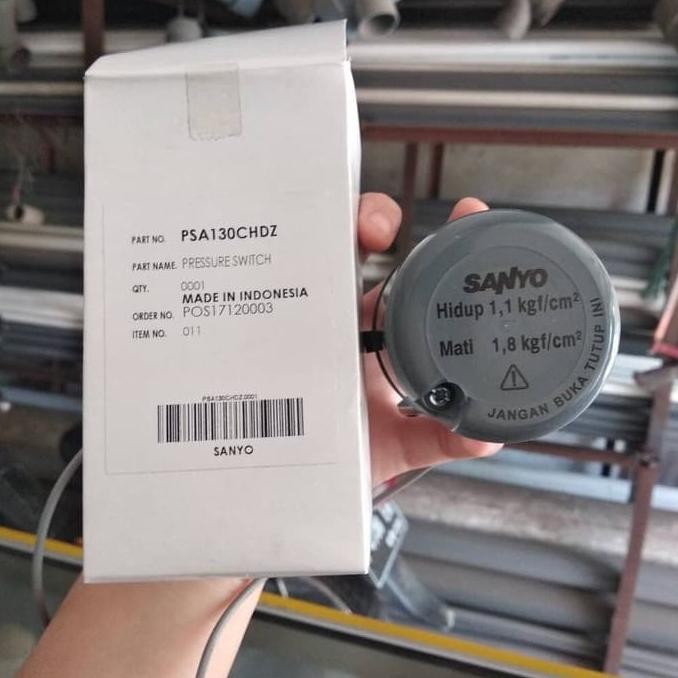 PART NO. PSA130CHDZ
PART NAME. PRESSURE SWITCH
QTY. 0001
MADE IN INDONESIA
ORDER NO. POS17120003
ITEM NO. 011
PSA130CHDZ.0001
SANYO
SANYO
Hidup 1,1 kgf/cm²
Mati 1,8 kgf/cm²
JANGAN BUKA TUTUP INI